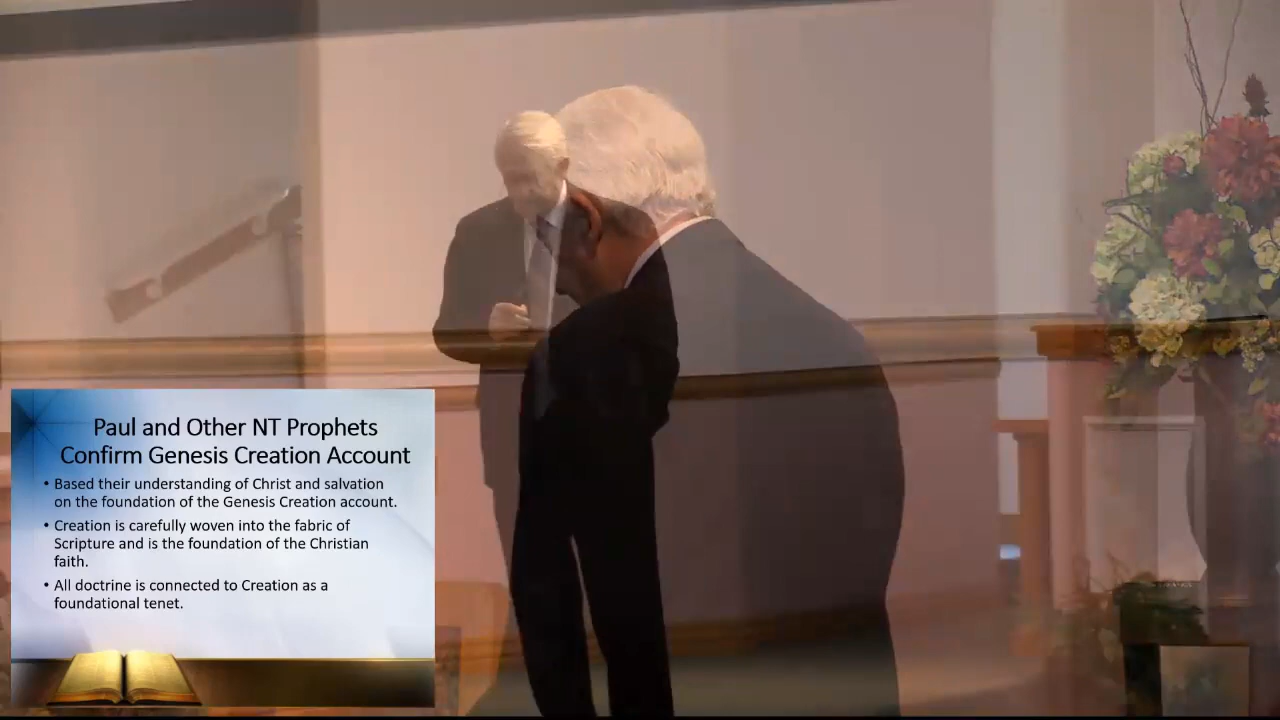 Paul and Other NT Prophets
Confirm Genesis Creation Account
• Based their understanding of Christ and salvation
on the foundation of the Genesis Creation account.
• Creation is carefully woven into the fabric of
Scripture and is the foundation of the Christian
faith.
• All doctrine is connected to Creation as a
foundational tenet.